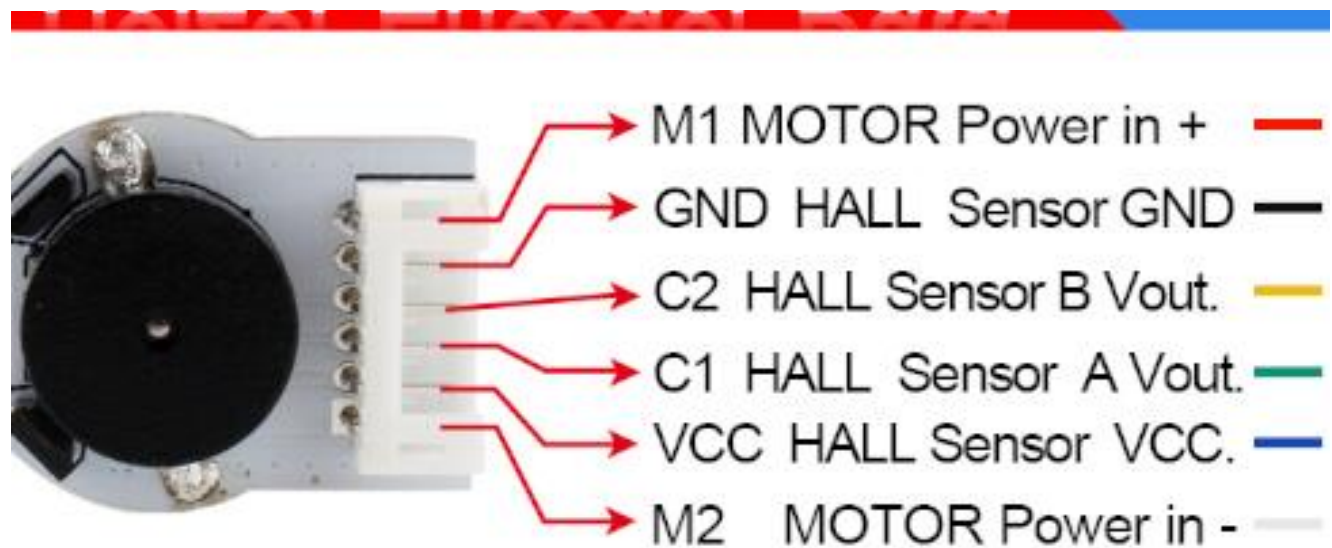 M1 MOTOR Power in +
GND HALL Sensor GND
C2 HALL Sensor B Vout.
C1 HALL Sensor A Vout.
VCC HALL Sensor VCC.
M2 MOTOR Power in -